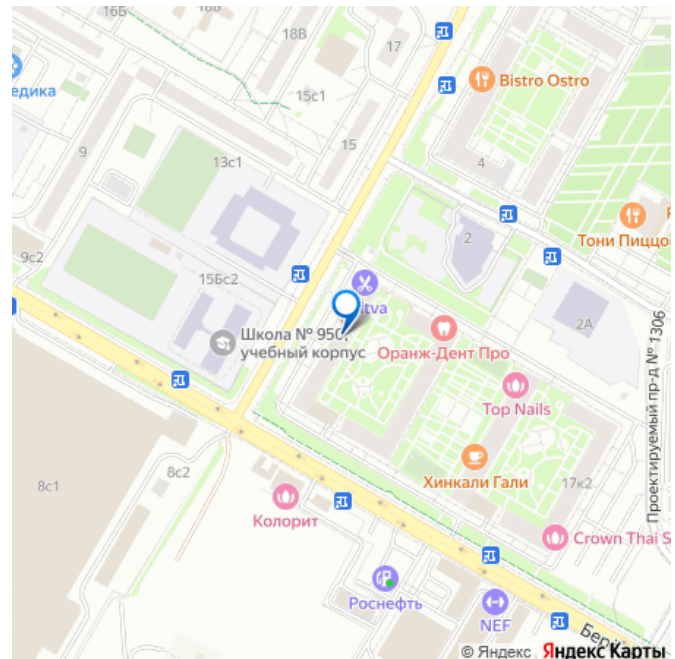 16В
16Б
18В
17
Bistro Ostro
едика
15с1
9
13с1
15
4
Тони Пиццо
9с2
15Бс2
2
2А
Школа № 950,
учебный корпус
Оранж-Дент Про
Проектируемый пр-д № 1306
Top Nails
8с1
8с2
Хинкали Гали
17к2
Колорит
Crown Thai S
Роснефть
NEF
© Яндекс Яндекс Карты